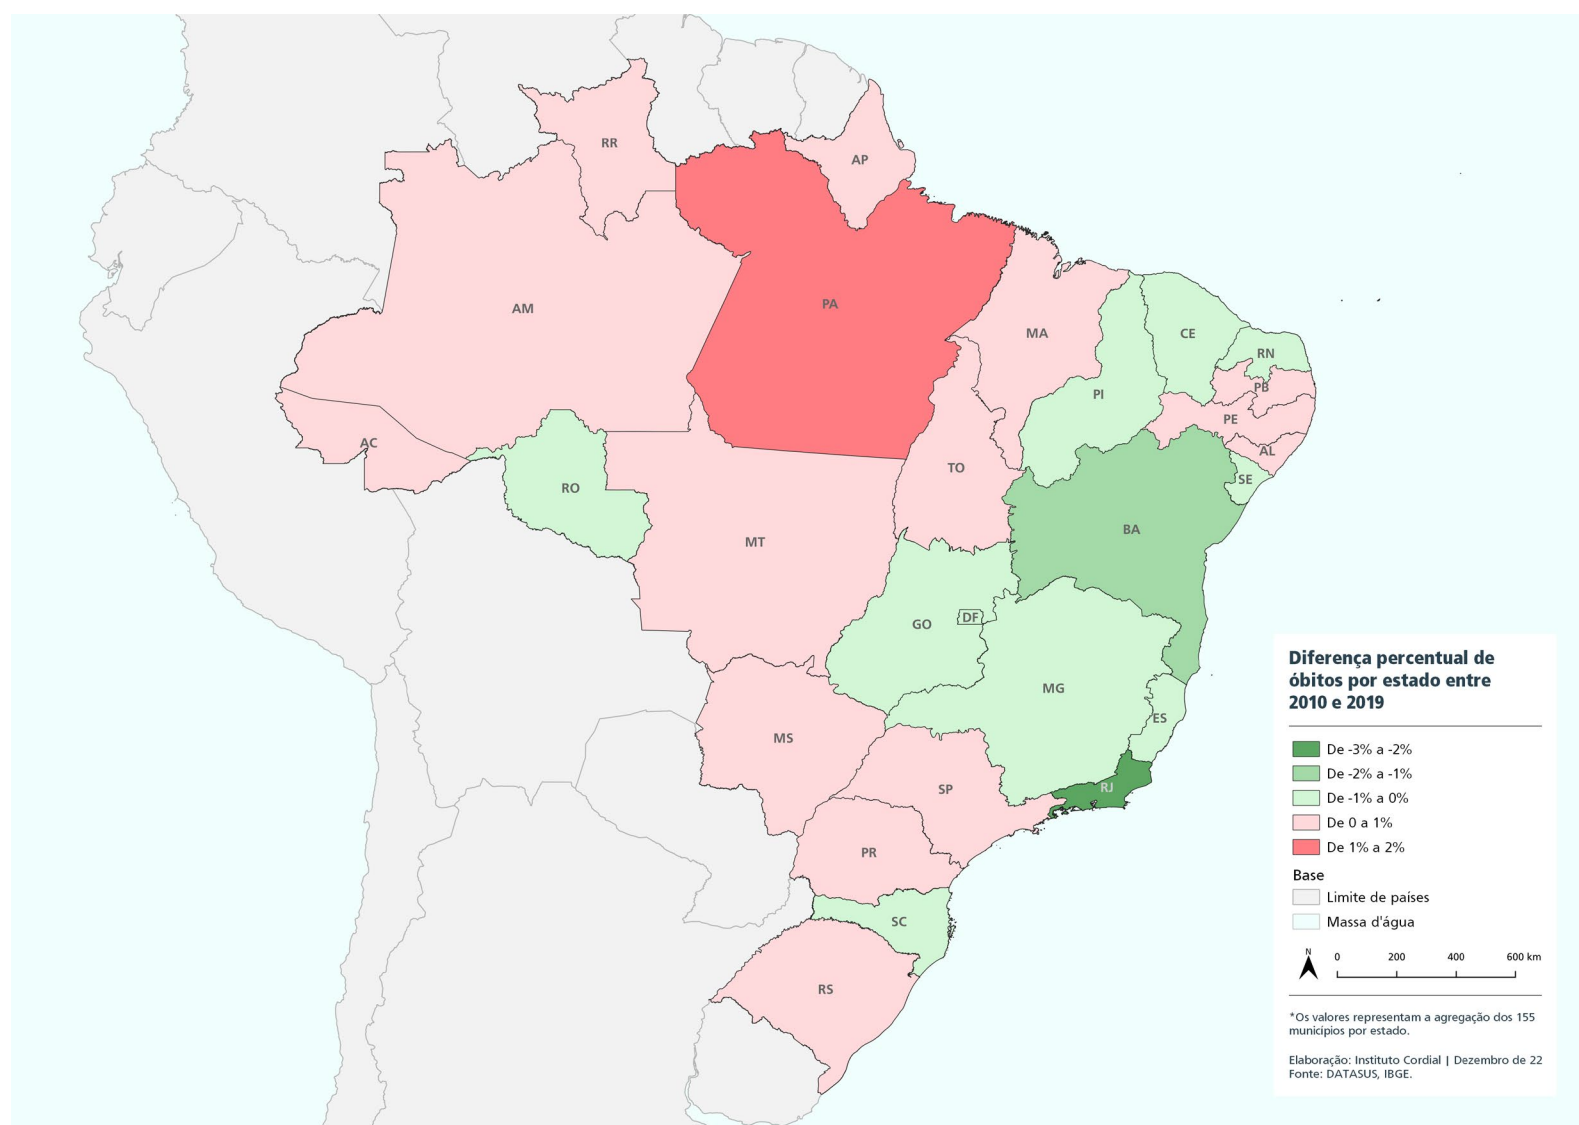 RR
AP
AM
PA
MA
CE
RN
PB
PI
PE
AL
AC
SE
TO
RO
BA
MT
GO
DF
MG
ES
MS
SP
RJ
PR
SC
RS
Diferença percentual de
óbitos por estado entre
2010 e 2019
De -3% a -2%
De -2% a -1%
De -1% a 0%
De 0 a 1%
De 1% a 2%
Base
Limite de países
Massa d'água
N
0 200 400 600 km
*Os valores representam a agregação dos 155
municipios por estado.
Elaboração: Instituto Cordial | Dezembro de 22
Fonte: DATASUS, IBGE.